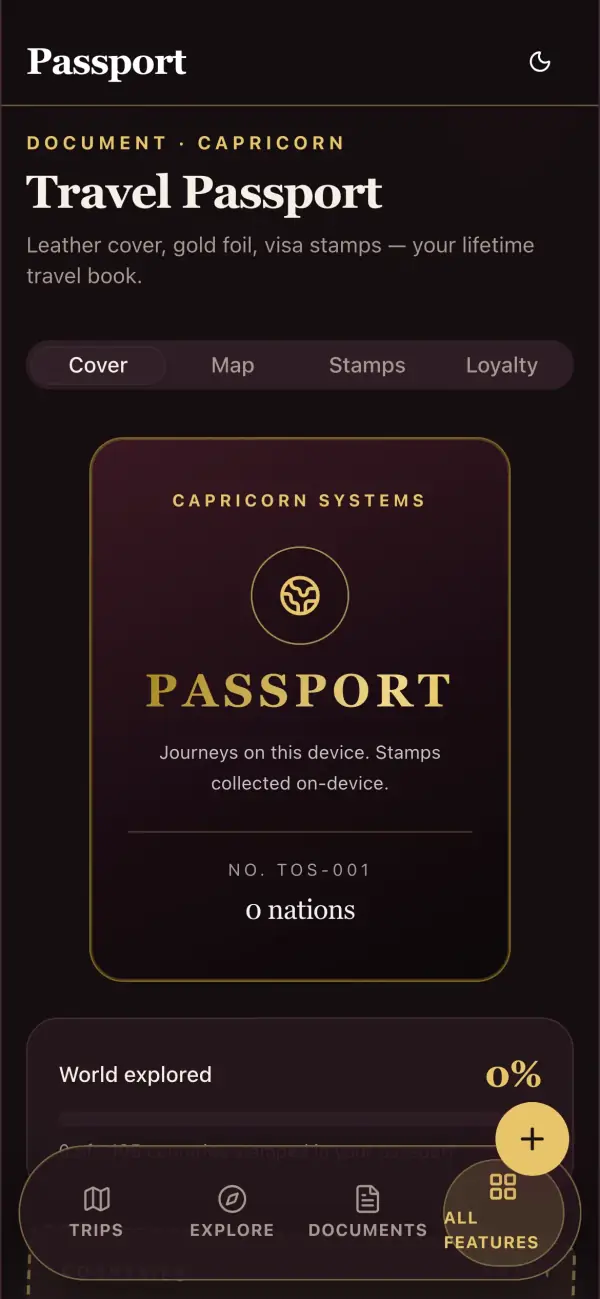 Passport
DOCUMENT · CAPRICORN
Travel Passport
Leather cover, gold foil, visa stamps — your lifetime
travel book.
Cover Map Stamps Loyalty
CAPRICORN SYSTEMS
PASSPORT
Journeys on this device. Stamps
collected on-device.
NO. TOS-001
0 nations
World explored 0%
TRIPS EXPLORE DOCUMENTS ALL
FEATURES